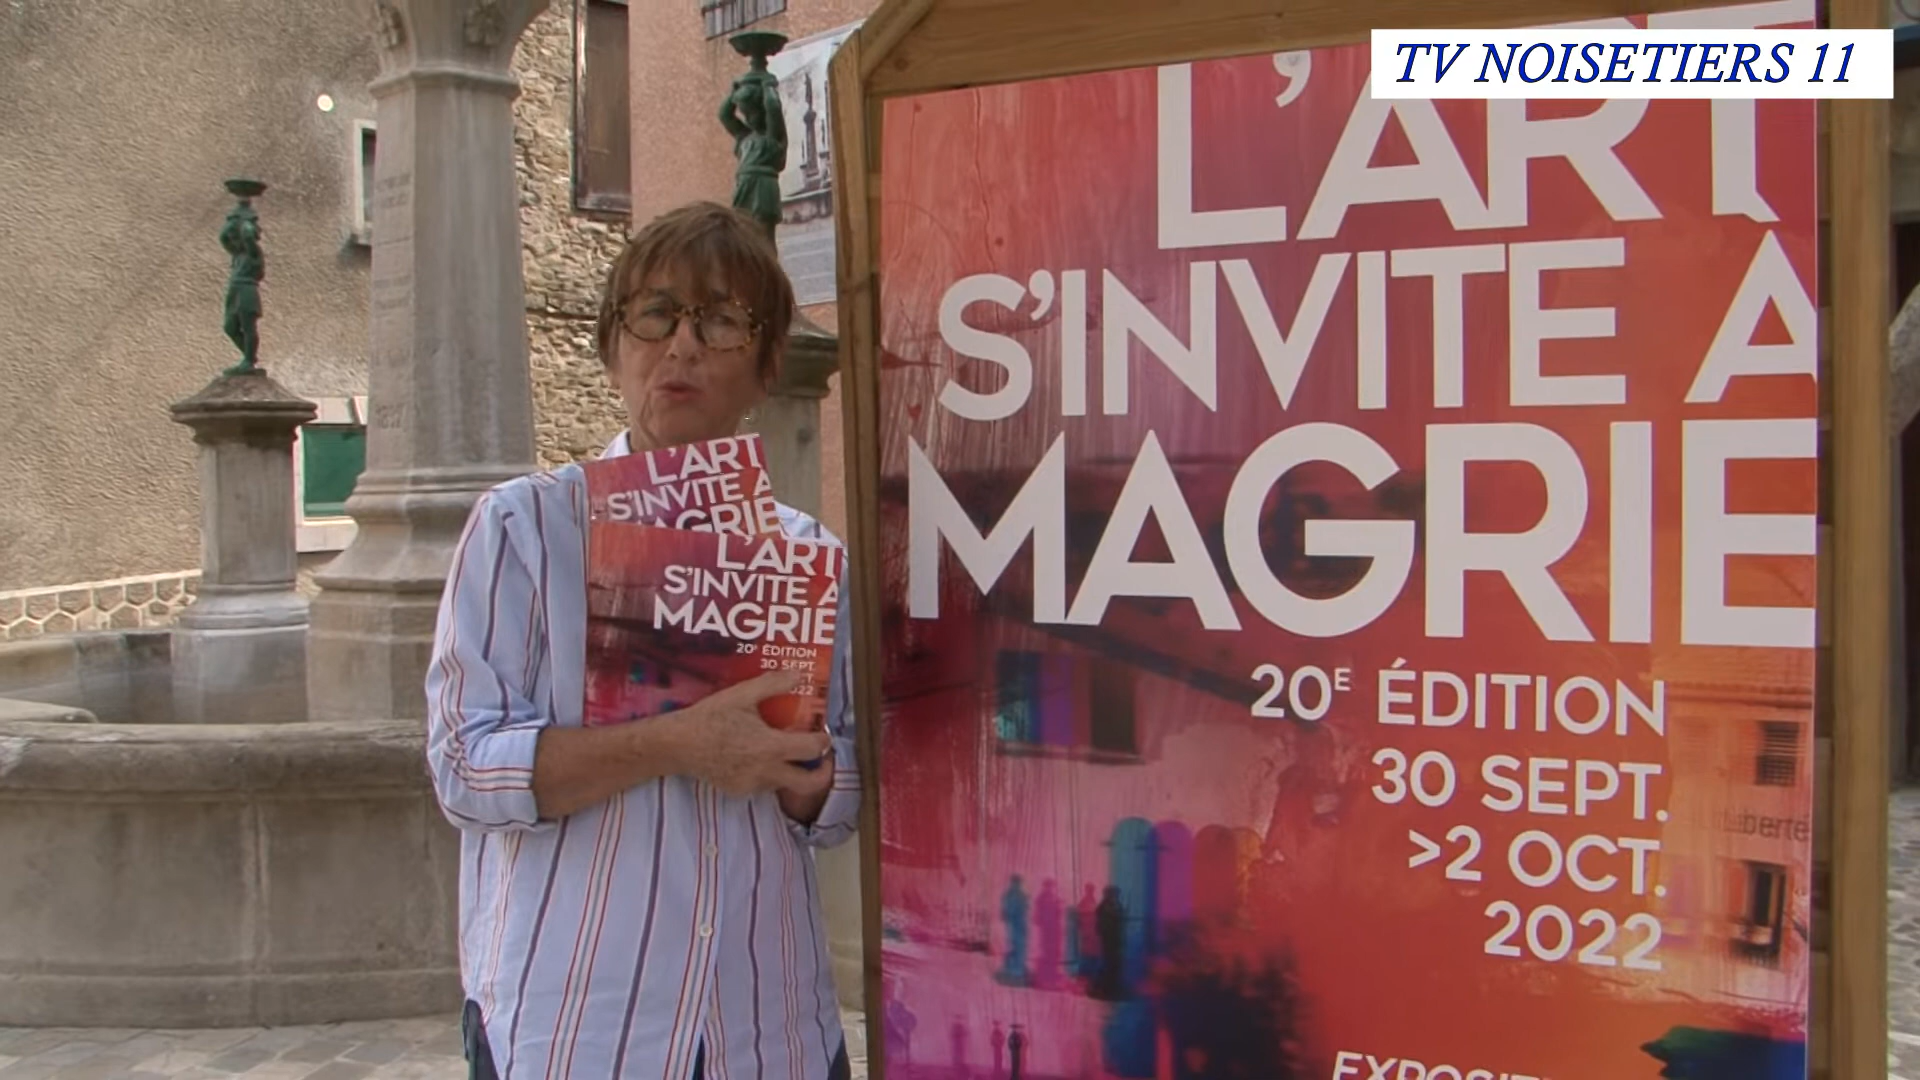 TV NOISETIERS 11
L'ART
S'INVITE A
MAGRIE
20E ÉDITION
30 SEPT.
>2 OCT.
2022
Liberté
L'ART
S'INVITE A
MAGRIE
L'ART
S'INVITE A
MAGRIE
20E ÉDITION
30 SEPT.